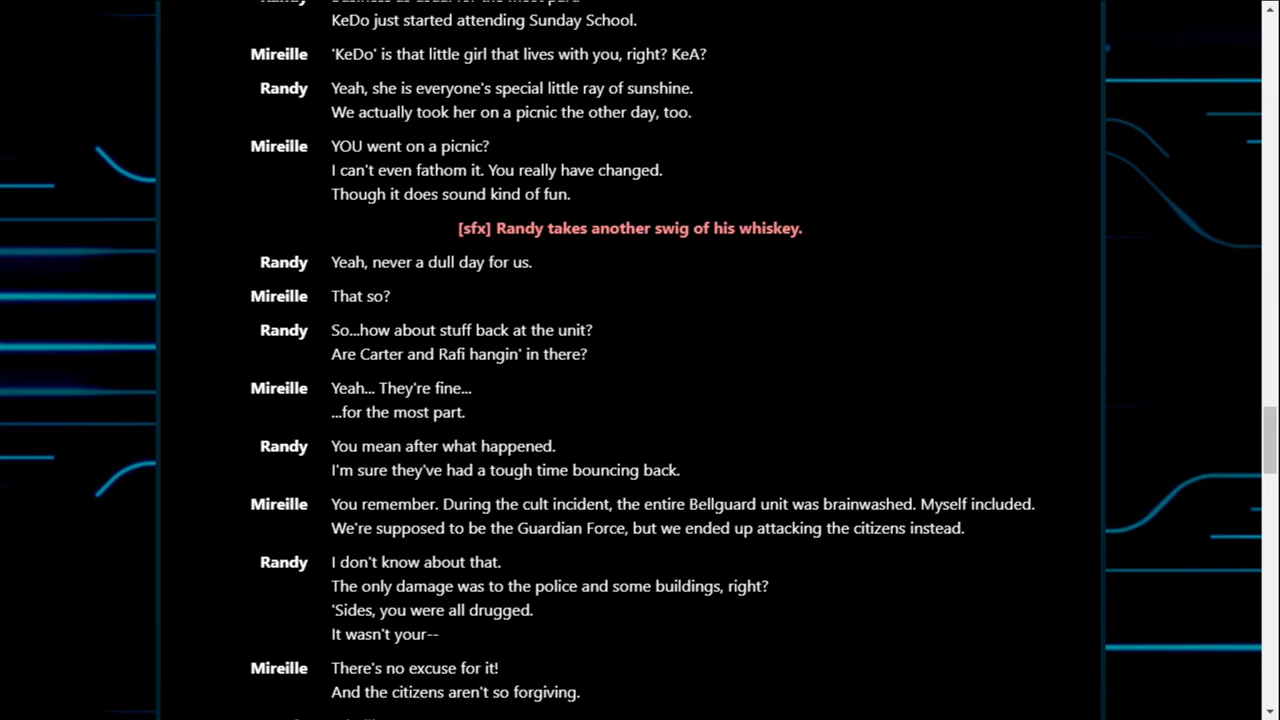 KeDo just started attending Sunday School.
Mireille 'KeDo' is that little girl that lives with you, right? KeA?
Randy Yeah, she is everyone's special little ray of sunshine.
We actually took her on a picnic the other day, too.
Mireille YOU went on a picnic?
I can't even fathom it. You really have changed.
Though it does sound kind of fun.
[sfx] Randy takes another swig of his whiskey.
Randy Yeah, never a dull day for us.
Mireille That so?
Randy So...how about stuff back at the unit?
Are Carter and Rafi hangin' in there?
Mireille Yeah... They're fine...
...for the most part.
Randy You mean after what happened.
I'm sure they've had a tough time bouncing back.
Mireille You remember. During the cult incident, the entire Bellguard unit was brainwashed. Myself included.
We're supposed to be the Guardian Force, but we ended up attacking the citizens instead.
Randy I don't know about that.
The only damage was to the police and some buildings, right?
'Sides, you were all drugged.
It wasn't your--
Mireille There's no excuse for it!
And the citizens aren't so forgiving.